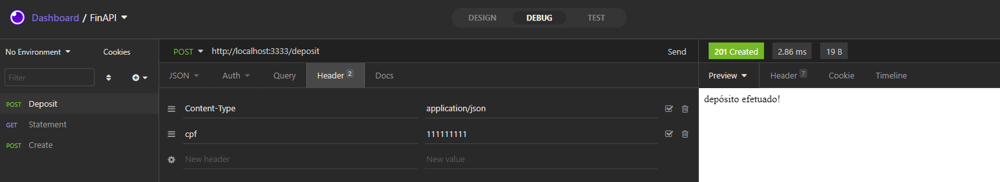 Dashboard / FinAPI
DESIGN DEBUG TEST
No Environment Cookies
POST http://localhost:3333/deposit Send
201 Created 2.86 ms 19 B
Filter
JSON Auth Query Header 2 Docs
Preview Header 7 Cookie Timeline
POST Deposit
GET Statement
POST Create
Content-Type application/json
cpf 111111111
New header New value
depósito efetuado!